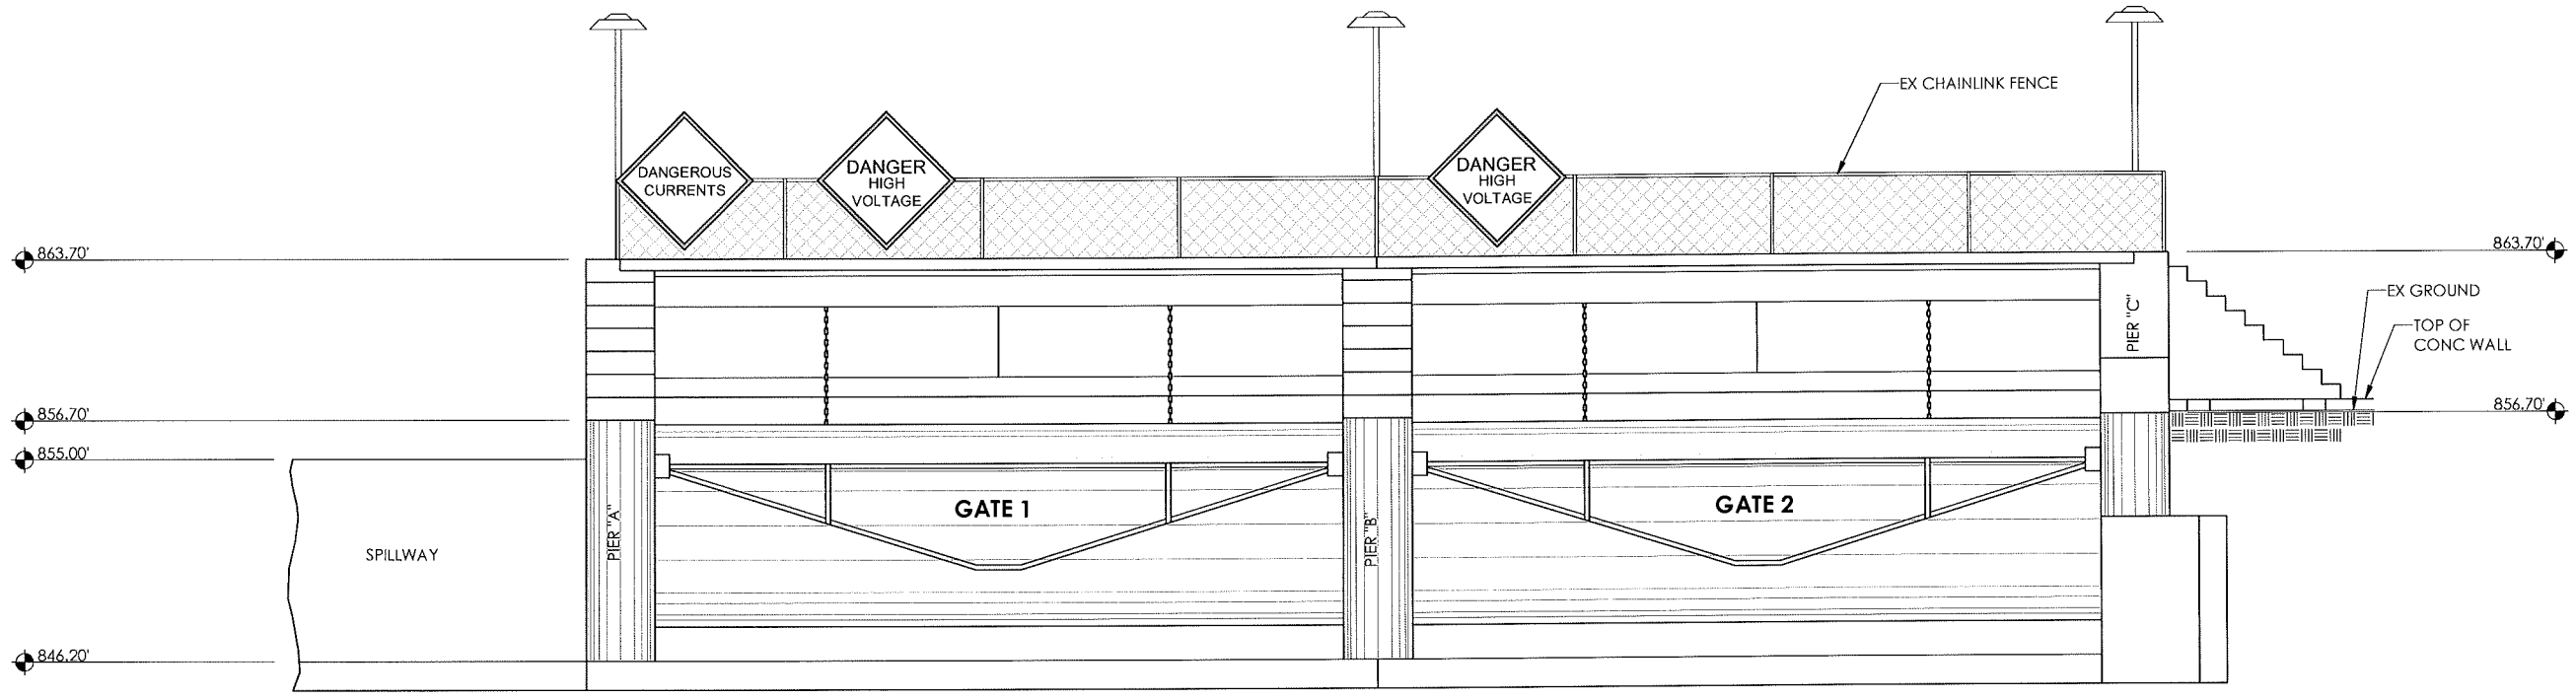 EX CHAINLINK FENCE
DANGEROUS
CURRENTS
DANGER
HIGH
VOLTAGE
DANGER
HIGH
VOLTAGE
863.70'
863.70'
EX GROUND
TOP OF
CONC WALL
PIER "C"
856.70'
856.70'
855.00'
GATE 1
GATE 2
PIER "A"
PIER "B"
SPILLWAY
846.20'